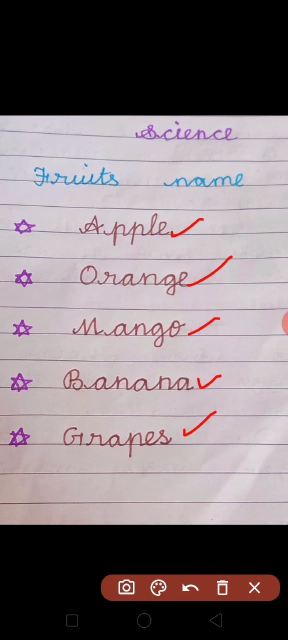 Science
Fruits name
Apple
Orange
Mango
Banana
Grapes